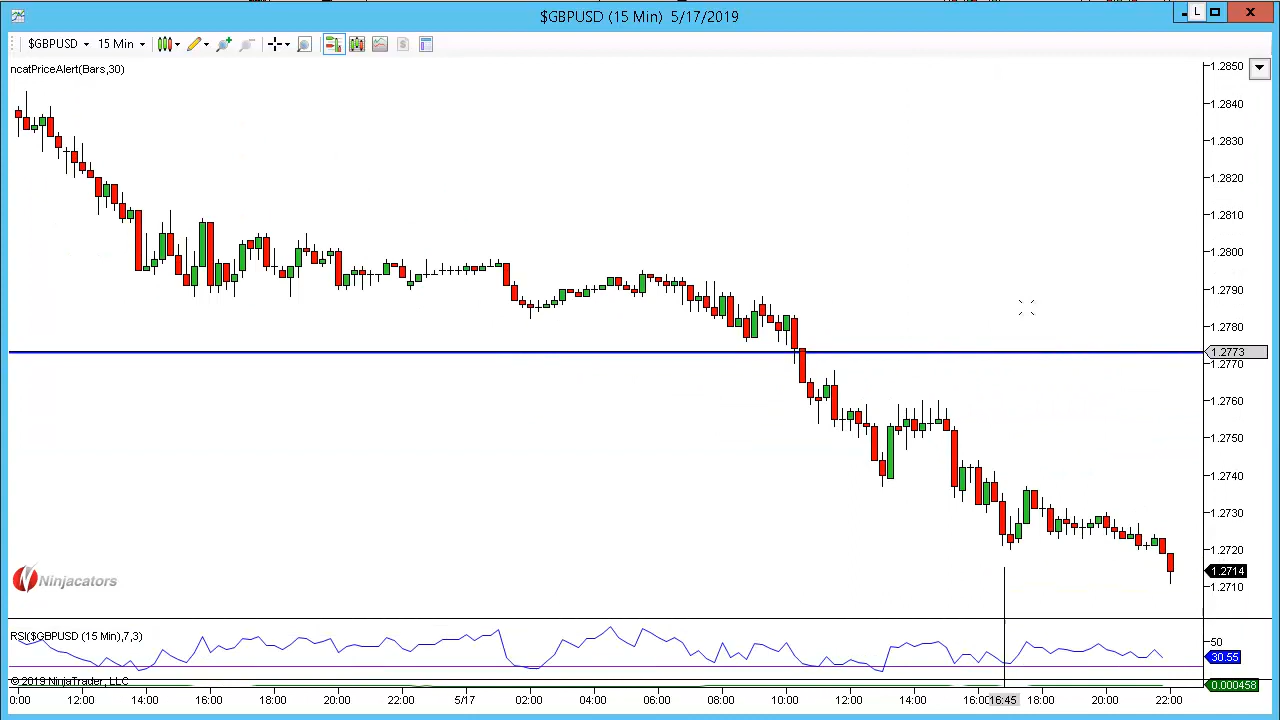 $GBPUSD (15 Min) 5/17/2019
L
$GBPUSD 15 Min
ncatPriceAlert(Bars,30)
1.2850
1.2840
1.2830
1.2820
1.2810
1.2800
1.2790
1.2780
1.2773
1.2770
1.2760
1.2750
1.2740
1.2730
1.2720
1.2714
1.2710
Ninjacators
RSI($GBPUSD (15 Min),7,3)
50
30.55
© 2019 NinjaTrader, LLC
0.000458
0:00 12:00 14:00 16:00 18:00 20:00 22:00 5/17 02:00 04:00 06:00 08:00 10:00 12:00 14:00 16:00 16:45 18:00 20:00 22:00